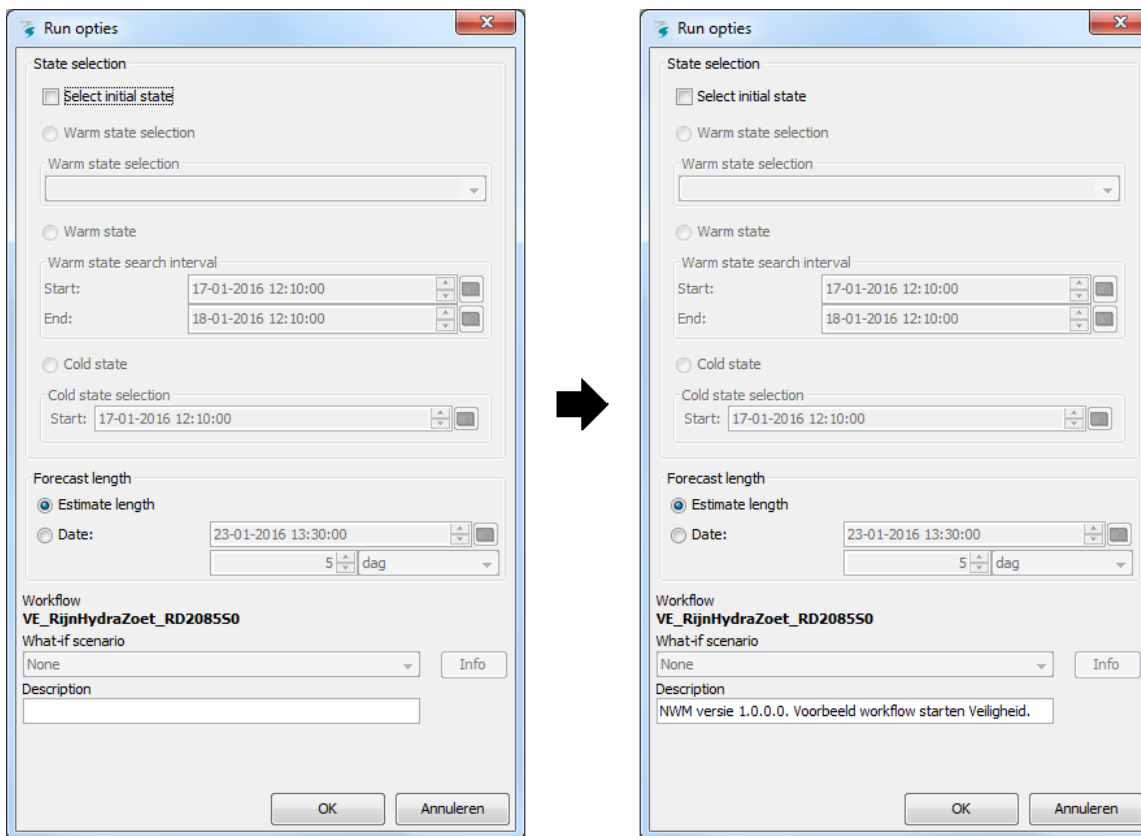 Run opties
State selection
Select initial state
Warm state selection
Warm state selection
Warm state
Warm state search interval
Start: 17-01-2016 12:10:00
End: 18-01-2016 12:10:00
Cold state
Cold state selection
Start: 17-01-2016 12:10:00
Forecast length
Estimate length
Date: 23-01-2016 13:30:00
5 dag
Workflow
VE_RijnHydraZoet_RD2085S0
What-if scenario
None Info
Description
OK Annuleren
Run opties
State selection
Select initial state
Warm state selection
Warm state selection
Warm state
Warm state search interval
Start: 17-01-2016 12:10:00
End: 18-01-2016 12:10:00
Cold state
Cold state selection
Start: 17-01-2016 12:10:00
Forecast length
Estimate length
Date: 23-01-2016 13:30:00
5 dag
Workflow
VE_RijnHydraZoet_RD2085S0
What-if scenario
None Info
Description
NWM versie 1.0.0.0. Voorbeeld workflow starten Veiligheid.
OK Annuleren